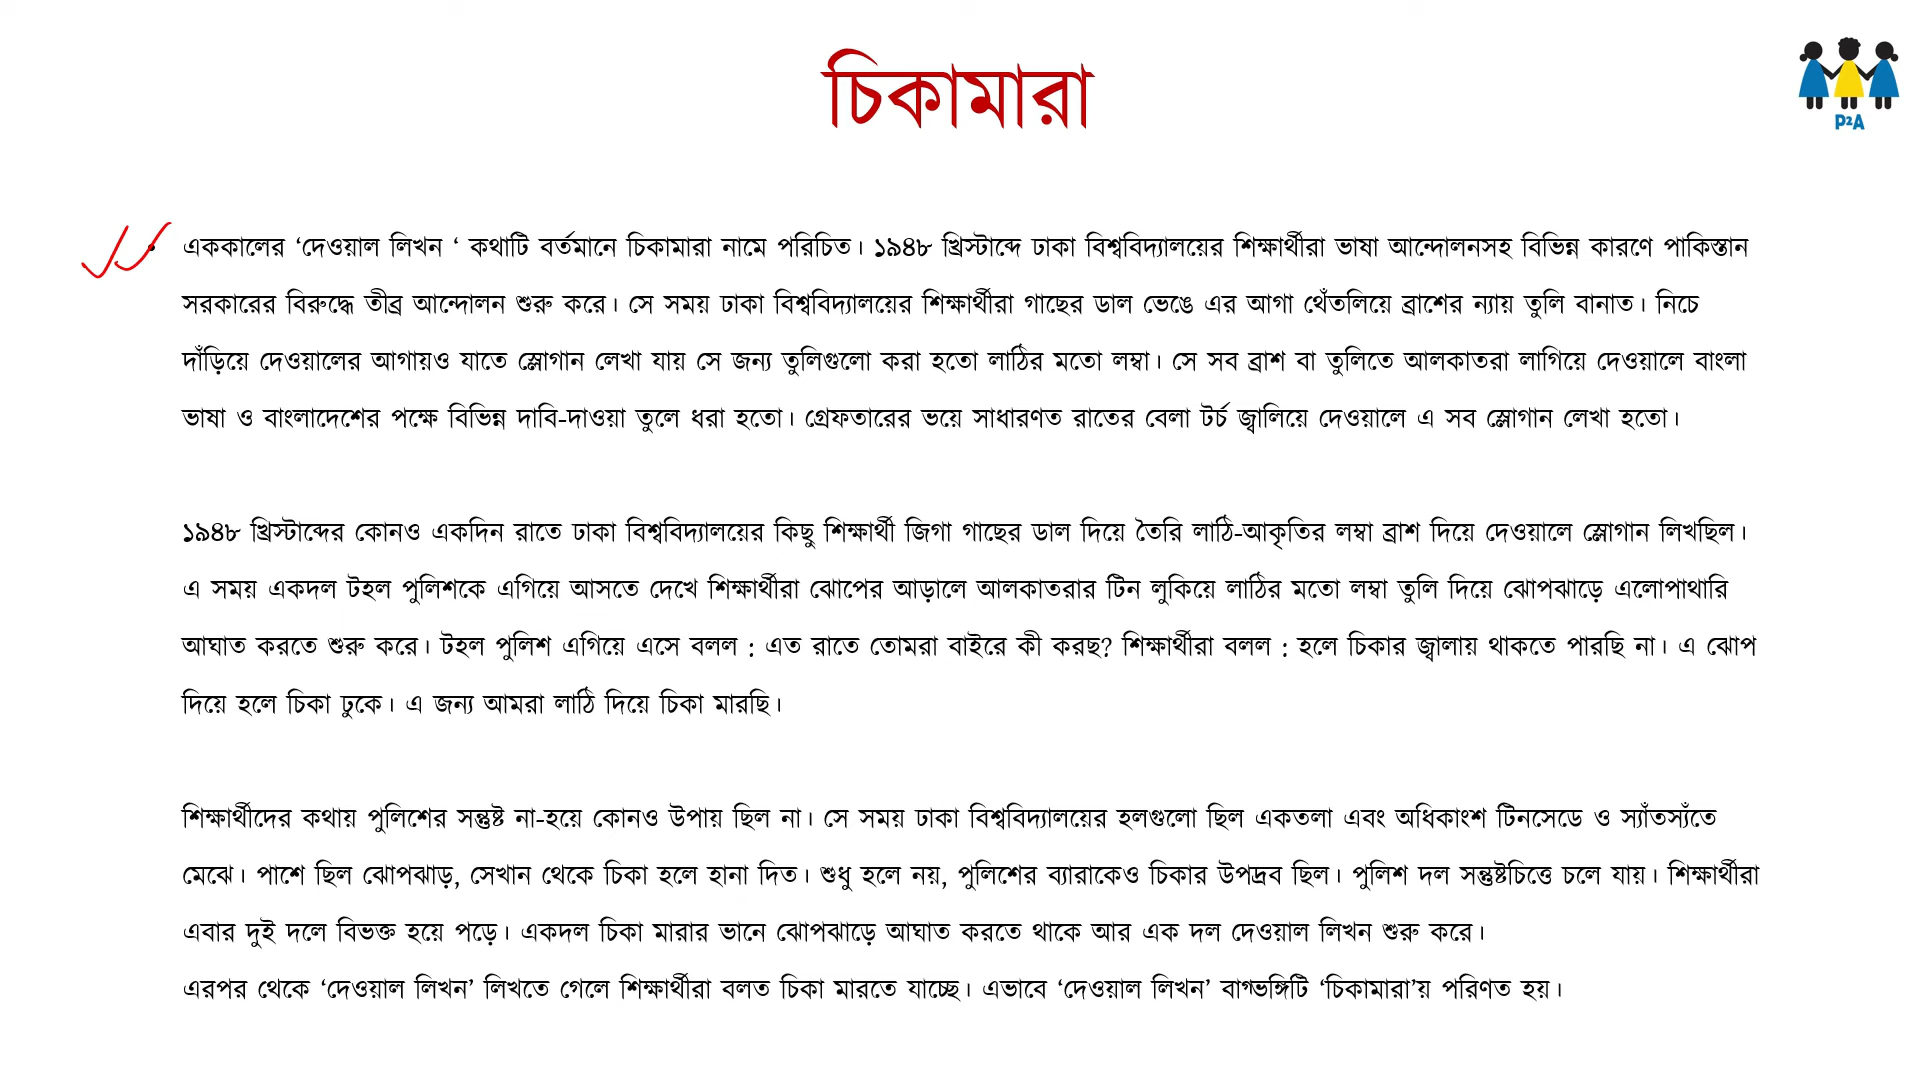 চিকামারা
P²A
এককালের ‘দেওয়াল লিখন ‘ কথাটি বর্তমানে চিকামারা নামে পরিচিত। ১৯৪৮ খ্রিস্টাব্দে ঢাকা বিশ্ববিদ্যালয়ের শিক্ষার্থীরা ভাষা আন্দোলনসহ বিভিন্ন কারণে পাকিস্তান
সরকারের বিরুদ্ধে তীব্র আন্দোলন শুরু করে। সে সময় ঢাকা বিশ্ববিদ্যালয়ের শিক্ষার্থীরা গাছের ডাল ভেঙে এর আগা থেঁতলিয়ে ব্রাশের ন্যায় তুলি বানাত। নিচে
দাঁড়িয়ে দেওয়ালের আগায়ও যাতে স্লোগান লেখা যায় সে জন্য তুলিগুলো করা হতো লাঠির মতো লম্বা। সে সব ব্রাশ বা তুলিতে আলকাতরা লাগিয়ে দেওয়ালে বাংলা
ভাষা ও বাংলাদেশের পক্ষে বিভিন্ন দাবি-দাওয়া তুলে ধরা হতো। গ্রেফতারের ভয়ে সাধারণত রাতের বেলা টর্চ জ্বালিয়ে দেওয়ালে এ সব স্লোগান লেখা হতো।
১৯৪৮ খ্রিস্টাব্দের কোনও একদিন রাতে ঢাকা বিশ্ববিদ্যালয়ের কিছু শিক্ষার্থী জিগা গাছের ডাল দিয়ে তৈরি লাঠি-আকৃতির লম্বা ব্রাশ দিয়ে দেওয়ালে স্লোগান লিখছিল।
এ সময় একদল টহল পুলিশকে এগিয়ে আসতে দেখে শিক্ষার্থীরা ঝোপের আড়ালে আলকাতরার টিন লুকিয়ে লাঠির মতো লম্বা তুলি দিয়ে ঝোপঝাড়ে এলোপাথারি
আঘাত করতে শুরু করে। টহল পুলিশ এগিয়ে এসে বলল : এত রাতে তোমরা বাইরে কী করছ? শিক্ষার্থীরা বলল : হলে চিকার জ্বালায় থাকতে পারছি না। এ ঝোপ
দিয়ে হলে চিকা ঢুকে। এ জন্য আমরা লাঠি দিয়ে চিকা মারছি।
শিক্ষার্থীদের কথায় পুলিশের সন্তুষ্ট না-হয়ে কোনও উপায় ছিল না। সে সময় ঢাকা বিশ্ববিদ্যালয়ের হলগুলো ছিল একতলা এবং অধিকাংশ টিনসেডে ও স্যাঁতস্যঁতে
মেঝে। পাশে ছিল ঝোপঝাড়, সেখান থেকে চিকা হলে হানা দিত। শুধু হলে নয়, পুলিশের ব্যারাকেও চিকার উপদ্রব ছিল। পুলিশ দল সন্তুষ্টচিত্তে চলে যায়। শিক্ষার্থীরা
এবার দুই দলে বিভক্ত হয়ে পড়ে। একদল চিকা মারার ভানে ঝোপঝাড়ে আঘাত করতে থাকে আর এক দল দেওয়াল লিখন শুরু করে।
এরপর থেকে ‘দেওয়াল লিখন’ লিখতে গেলে শিক্ষার্থীরা বলত চিকা মারতে যাচ্ছে। এভাবে ‘দেওয়াল লিখন’ বাগ্‌ভঙ্গিটি ‘চিকামারা’য় পরিণত হয়।